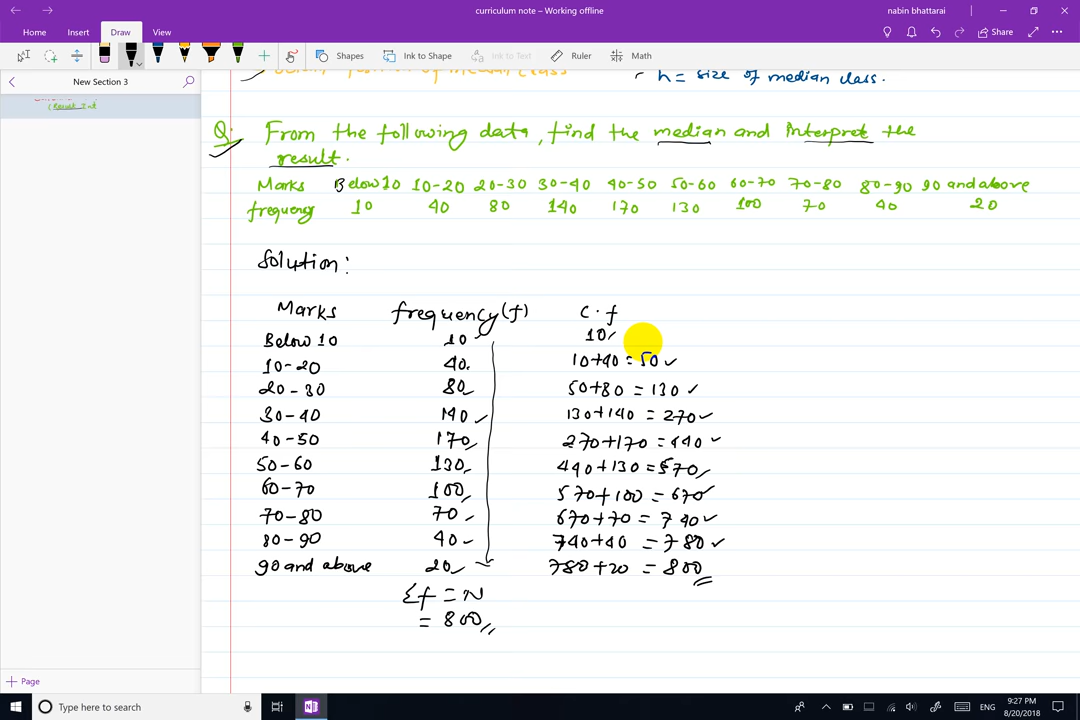 curriculum note – Working offline
nabin bhattarai
Home Insert Draw View
Share
Shapes Ink to Shape Ink to Text Ruler Math
New Section 3
h = size of median class.
Q: From the following data, find the median and interpret the
result.
Marks Below 10 10-20 20-30 30-40 40-50 50-60 60-70 70-80 80-90 90 and above
frequency 10 40 80 140 170 130 100 70 40 20
Solution:
Marks frequency (f) C.f
Below 10 10 10
10-20 40 10+40 = 50
20-30 80 50+80 = 130
30-40 140 130+140 = 270
40-50 170 270+170 = 440
50-60 130 440+130 = 570
60-70 100 570+100 = 670
70-80 70 670+70 = 740
80-90 40 740+40 = 780
90 and above 20 780+20 = 800
Σf = N
= 800
Page
Type here to search
ENG
9:27 PM
8/20/2018